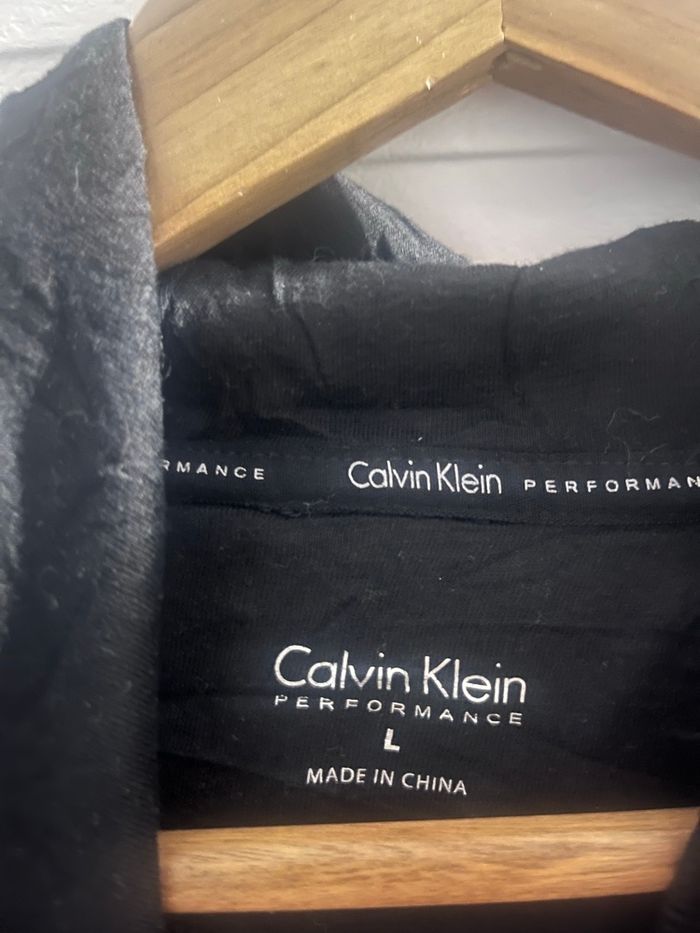 RMANCE Calvin Klein PERFORMAN
Calvin Klein
PERFORMANCE
L
MADE IN CHINA